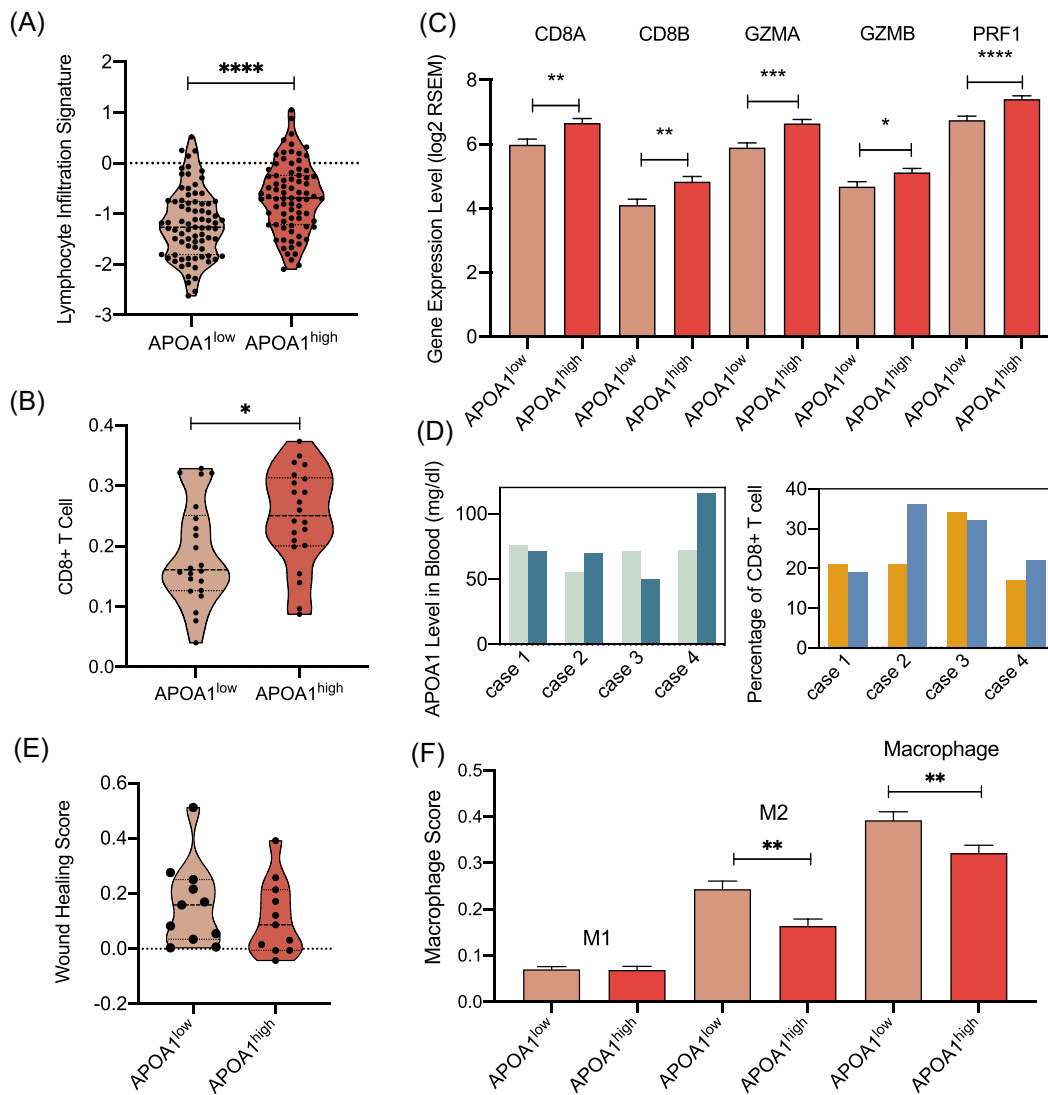 (A)
Lymphocyte Infiltration Signature
2
1
0
-1
-2
-3
****
APOA1low APOA1high
(B)
CD8+ T Cell
0.4
0.3
0.2
0.1
0.0
*
APOA1low APOA1high
(C)
Gene Expression Level (log2 RSEM)
8
6
4
2
0
CD8A CD8B GZMA GZMB PRF1
** ** *** * ****
APOA1low APOA1high APOA1low APOA1high APOA1low APOA1high APOA1low APOA1high APOA1low APOA1high
(D)
APOA1 Level in Blood (mg/dl)
100
50
0
case 1 case 2 case 3 case 4
Percentage of CD8+ T cell
40
30
20
10
0
case 1 case 2 case 3 case 4
(E)
Wound Healing Score
0.6
0.4
0.2
0.0
-0.2
APOA1low APOA1high
(F)
Macrophage Score
0.5
0.4
0.3
0.2
0.1
0.0
M1
M2
**
Macrophage
**
APOA1low APOA1high APOA1low APOA1high APOA1low APOA1high